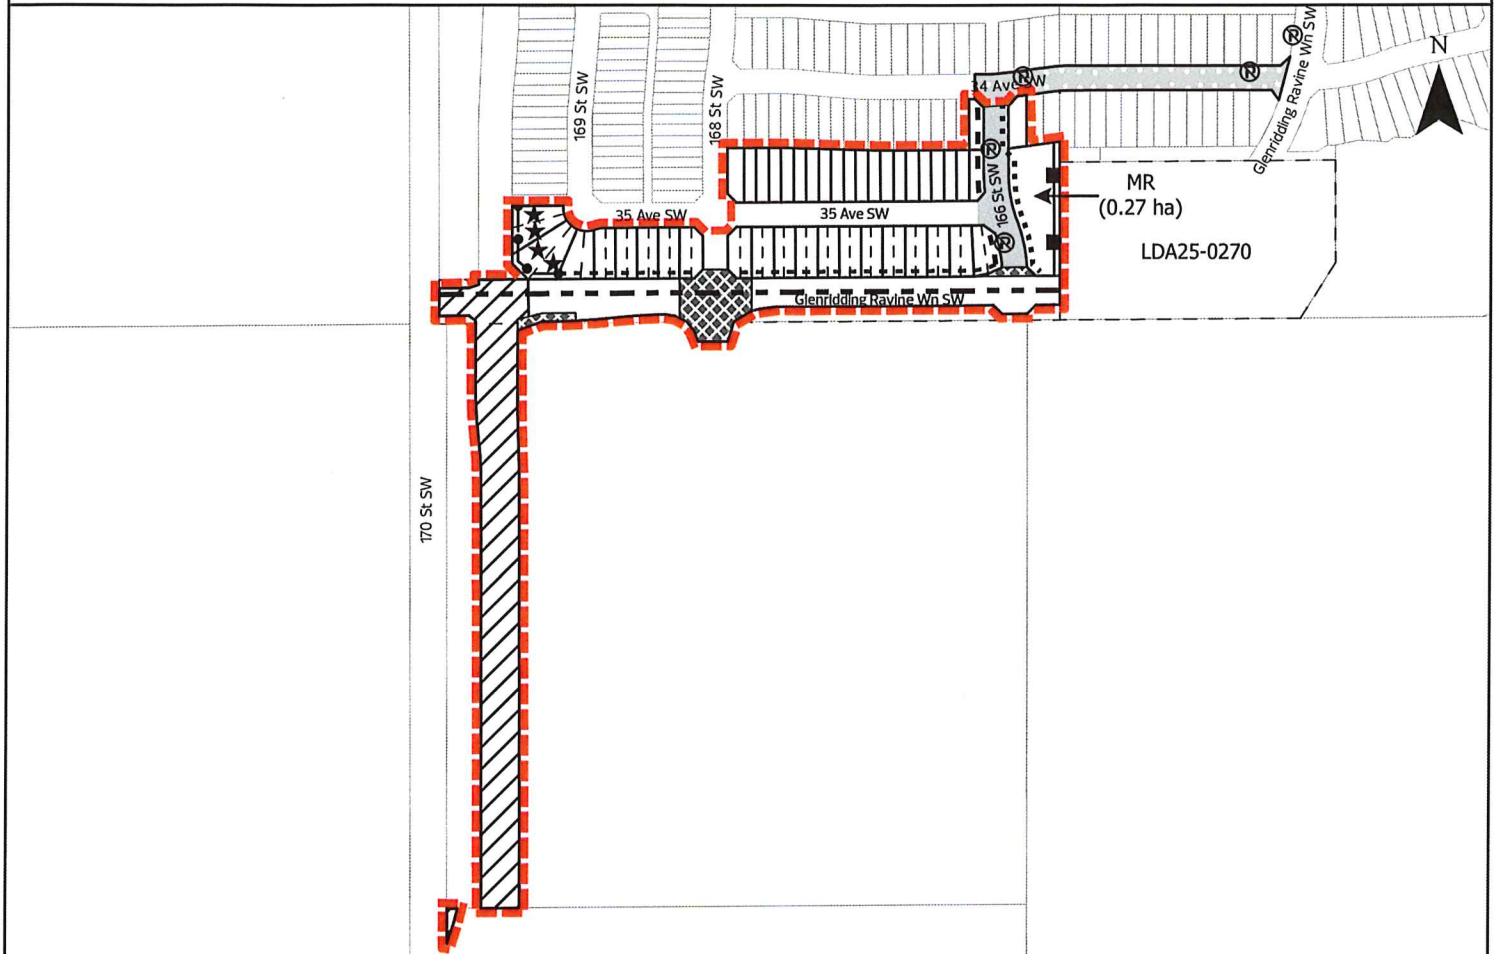 Glenridding Ravine Wn SW
N
34 Ave SW
169 St SW
168 St SW
Ⓡ
Ⓡ
Ⓡ
Ⓡ
Ⓡ
166 St SW
MR
(0.27 ha)
35 Ave SW
35 Ave SW
LDA25-0270
Glenridding Ravine Wn SW
170 St SW